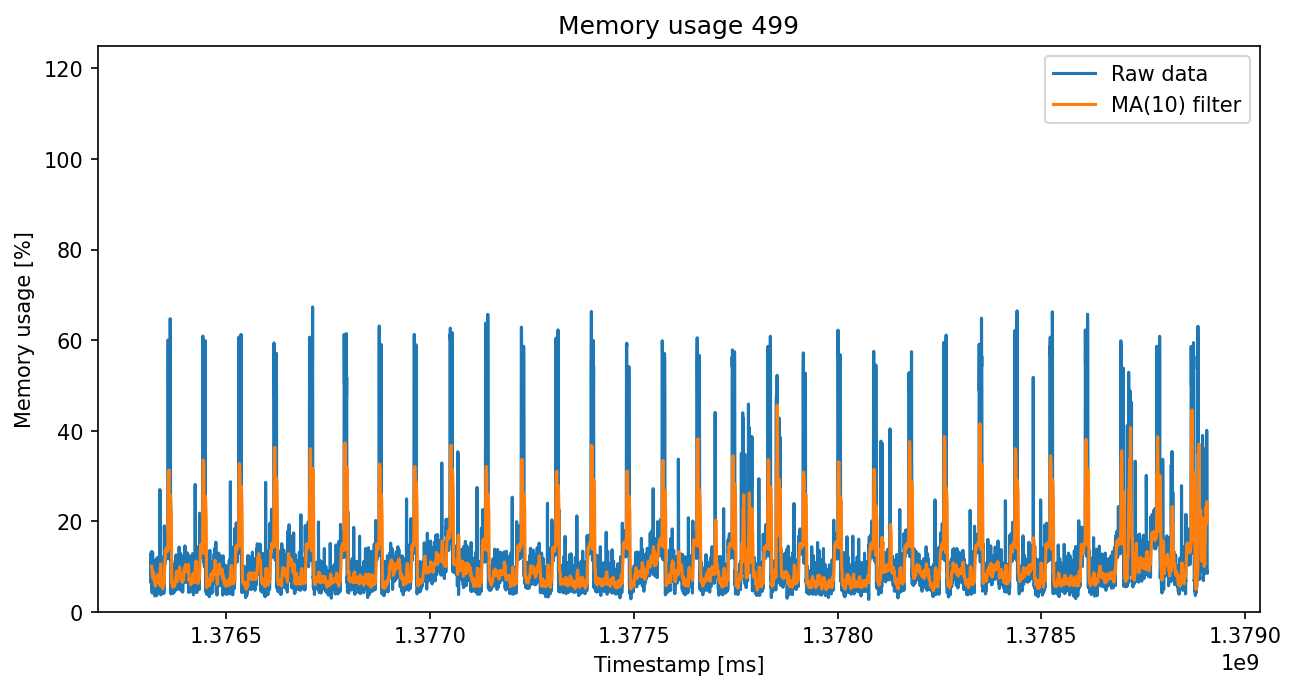 Memory usage 499
Raw data
MA(10) filter
Memory usage [%]
120
100
80
60
40
20
0
1.3765 1.3770 1.3775 1.3780 1.3785 1.3790
1e9
Timestamp [ms]